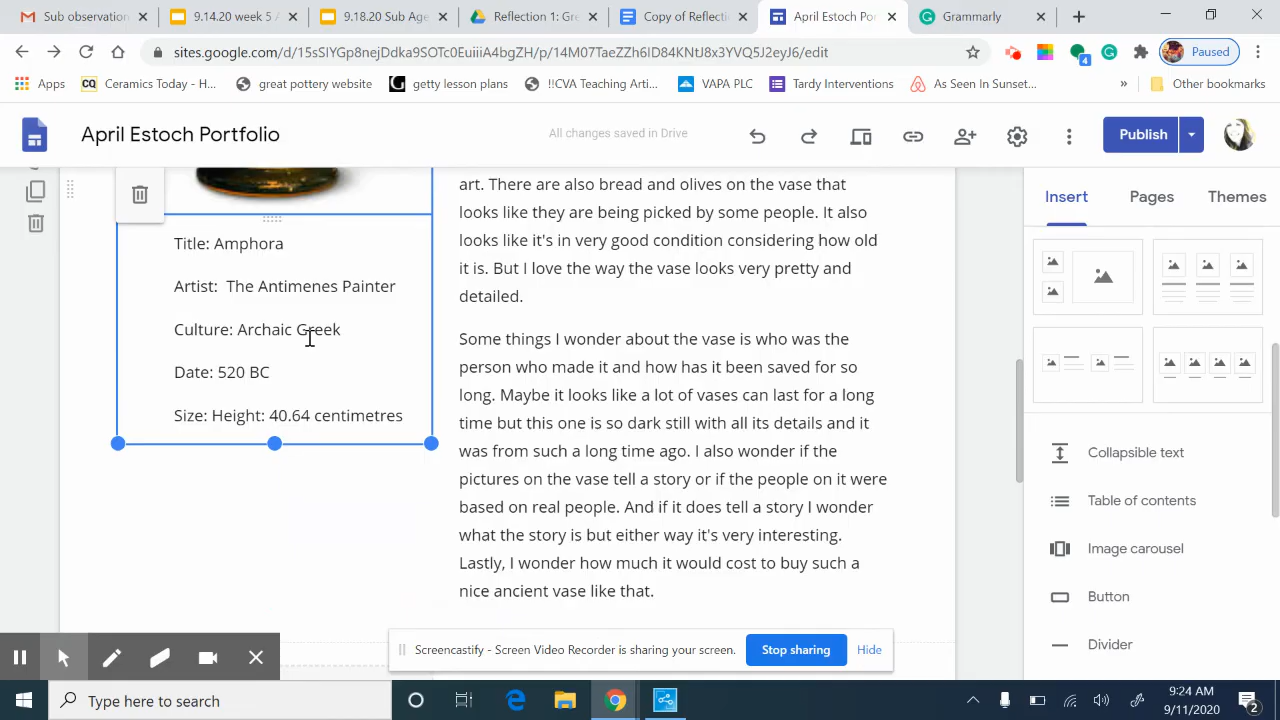 Sub observation
9.14.20 week 5 /
9.18.20 Sub Age
Reflection 1: Gre
Copy of Reflectio
April Estoch Por
Grammarly
sites.google.com/d/15sSlYGp8nejDdka9SOTc0EuiiiA4bgZH/p/14M07TaeZZh6lD84KNtJ8x3YVQ5J2eyJ6/edit
4
Paused
Apps
CQ
Ceramics Today - H...
great pottery website
getty lesson plans
!!CVA Teaching Arti...
VAPA PLC
Tardy Interventions
As Seen In Sunset...
»
Other bookmarks
April Estoch Portfolio
All changes saved in Drive
Publish
Insert
Pages
Themes
Title: Amphora
Artist:  The Antimenes Painter
Culture: Archaic Greek
Date: 520 BC
Size: Height: 40.64 centimetres
art. There are also bread and olives on the vase that
looks like they are being picked by some people. It also
looks like it's in very good condition considering how old
it is. But I love the way the vase looks very pretty and
detailed.
Some things I wonder about the vase is who was the
person who made it and how has it been saved for so
long. Maybe it looks like a lot of vases can last for a long
time but this one is so dark still with all its details and it
was from such a long time ago. I also wonder if the
pictures on the vase tell a story or if the people on it were
based on real people. And if it does tell a story I wonder
what the story is but either way it's very interesting.
Lastly, I wonder how much it would cost to buy such a
nice ancient vase like that.
Collapsible text
Table of contents
Image carousel
Button
Divider
Screencastify - Screen Video Recorder is sharing your screen.
Stop sharing
Hide
Type here to search
9:24 AM
9/11/2020
2